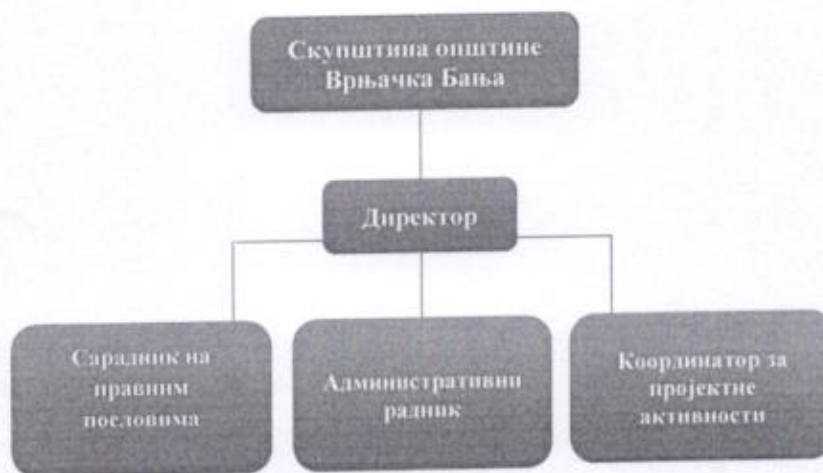 Скупштина општине
Врњачка Бања
Директор
Сарадник на
правним
пословима
Административни
радник
Координатор за
пројектне
активности